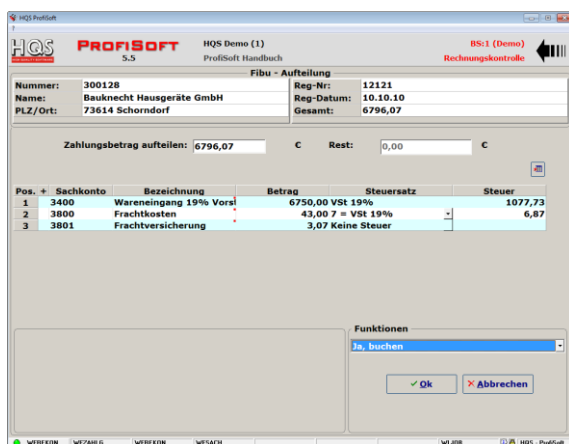 HQS ProfiSoft
HQS PROFISOFT HQS Demo (1) BS:1 (Demo)
5.5 ProfiSoft Handbuch Rechnungskontrolle
Fibu - Aufteilung
Nummer: 300128 Reg-Nr: 12121
Name: Bauknecht Hausgeräte GmbH Reg-Datum: 10.10.10
PLZ/Ort: 73614 Schorndorf Gesamt: 6796,07
Zahlungsbetrag aufteilen: 6796,07 C Rest: 0,00 C
Pos. + Sachkonto Bezeichnung Betrag Steuersatz Steuer
1 3400 Wareneingang 19% Vorst 6750,00 VSt 19% 1077,73
2 3800 Frachtkosten 43,00 7 = VSt 19% 6,87
3 3801 Frachtversicherung 3,07 Keine Steuer
Funktionen
Ja, buchen
Ok Abbrechen
WEREKON WEZAHLG WEREKON WESACH HQS - ProfiSoft